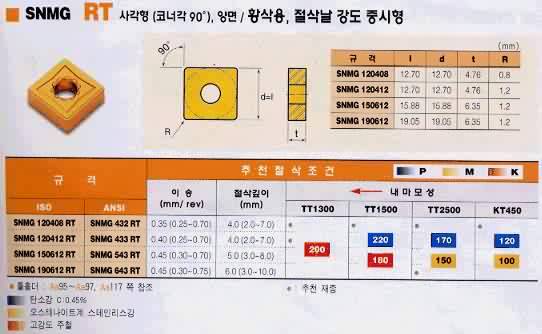 SNMG RT 사각형 (코너각 90°), 양면 / 황삭용, 절삭날 강도 중시형
(mm)
규 격 l d t R
SNMG 120408 12.70 12.70 4.76 0.8
SNMG 120412 12.70 12.70 4.76 1.2
SNMG 150612 15.88 15.88 6.35 1.2
SNMG 190612 19.05 19.05 6.35 1.2
90°
d=l
R
t
규 격
추천절삭조건
P M K
ISO ANSI
이 송 (mm/rev)
절삭깊이 (mm)
내마모성
TT1300 TT1500 TT2500 KT450
SNMG 120408 RT SNMG 432 RT 0.35 (0.25~0.70) 4.0 (2.0~7.0)
SNMG 120412 RT SNMG 433 RT 0.40 (0.25~0.70) 4.0 (2.0~7.0)
SNMG 150612 RT SNMG 543 RT 0.45 (0.25~0.70) 5.0 (3.0~8.0)
SNMG 190612 RT SNMG 643 RT 0.45 (0.30~0.75) 6.0 (3.0~10.0)
220 170 120
200
180 150 100
툴홀더 : Aa95~Aa97, Aa117 쪽 참조
: 추천 재종
탄소강 C:0.45%
오스테나이트계 스테인리스강
고강도 주철